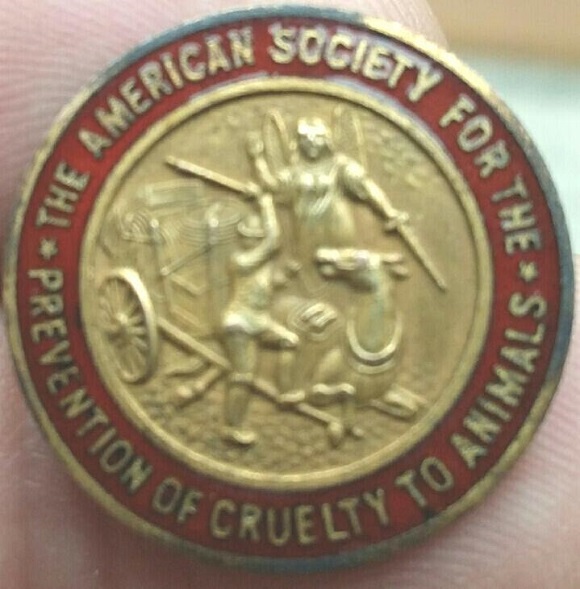 THE AMERICAN SOCIETY FOR THE
* PREVENTION OF CRUELTY TO ANIMALS *